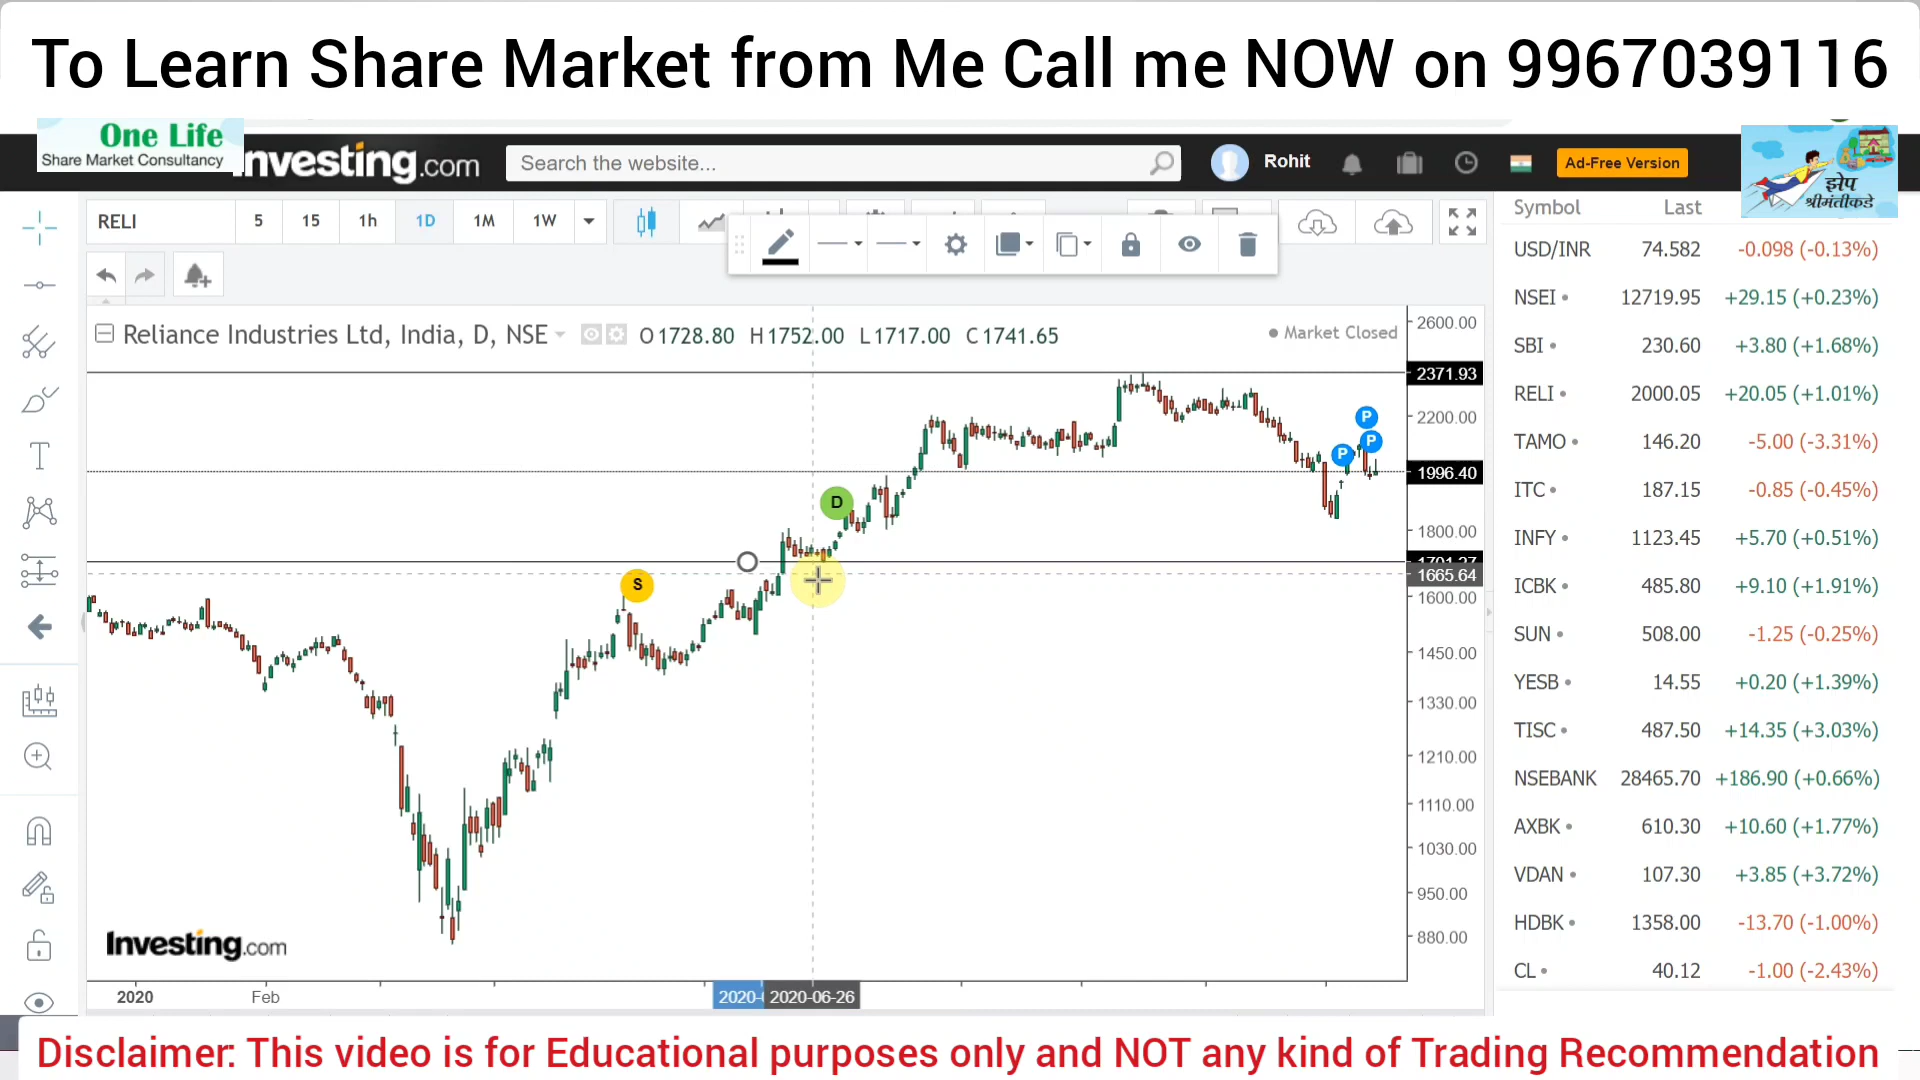 To Learn Share Market from Me Call me NOW on 9967039116
One Life
Share Market Consultancy
Investing.com
Search the website...
Rohit
Ad-Free Version
झेप
श्रीमंतीकडे
RELI
5
15
1h
1D
1M
1W
Symbol Last
USD/INR 74.582 -0.098 (-0.13%)
NSEI 12719.95 +29.15 (+0.23%)
SBI 230.60 +3.80 (+1.68%)
RELI 2000.05 +20.05 (+1.01%)
TAMO 146.20 -5.00 (-3.31%)
ITC 187.15 -0.85 (-0.45%)
INFY 1123.45 +5.70 (+0.51%)
ICBK 485.80 +9.10 (+1.91%)
SUN 508.00 -1.25 (-0.25%)
YESB 14.55 +0.20 (+1.39%)
TISC 487.50 +14.35 (+3.03%)
NSEBANK 28465.70 +186.90 (+0.66%)
AXBK 610.30 +10.60 (+1.77%)
VDAN 107.30 +3.85 (+3.72%)
HDBK 1358.00 -13.70 (-1.00%)
CL 40.12 -1.00 (-2.43%)
Reliance Industries Ltd, India, D, NSE
O1728.80 H1752.00 L1717.00 C1741.65
Market Closed
2600.00
2371.93
2200.00
1996.40
1800.00
1665.64
1600.00
1450.00
1330.00
1210.00
1110.00
1030.00
950.00
880.00
P
P
P
D
S
Investing.com
2020
Feb
2020-
2020-06-26
Disclaimer: This video is for Educational purposes only and NOT any kind of Trading Recommendation